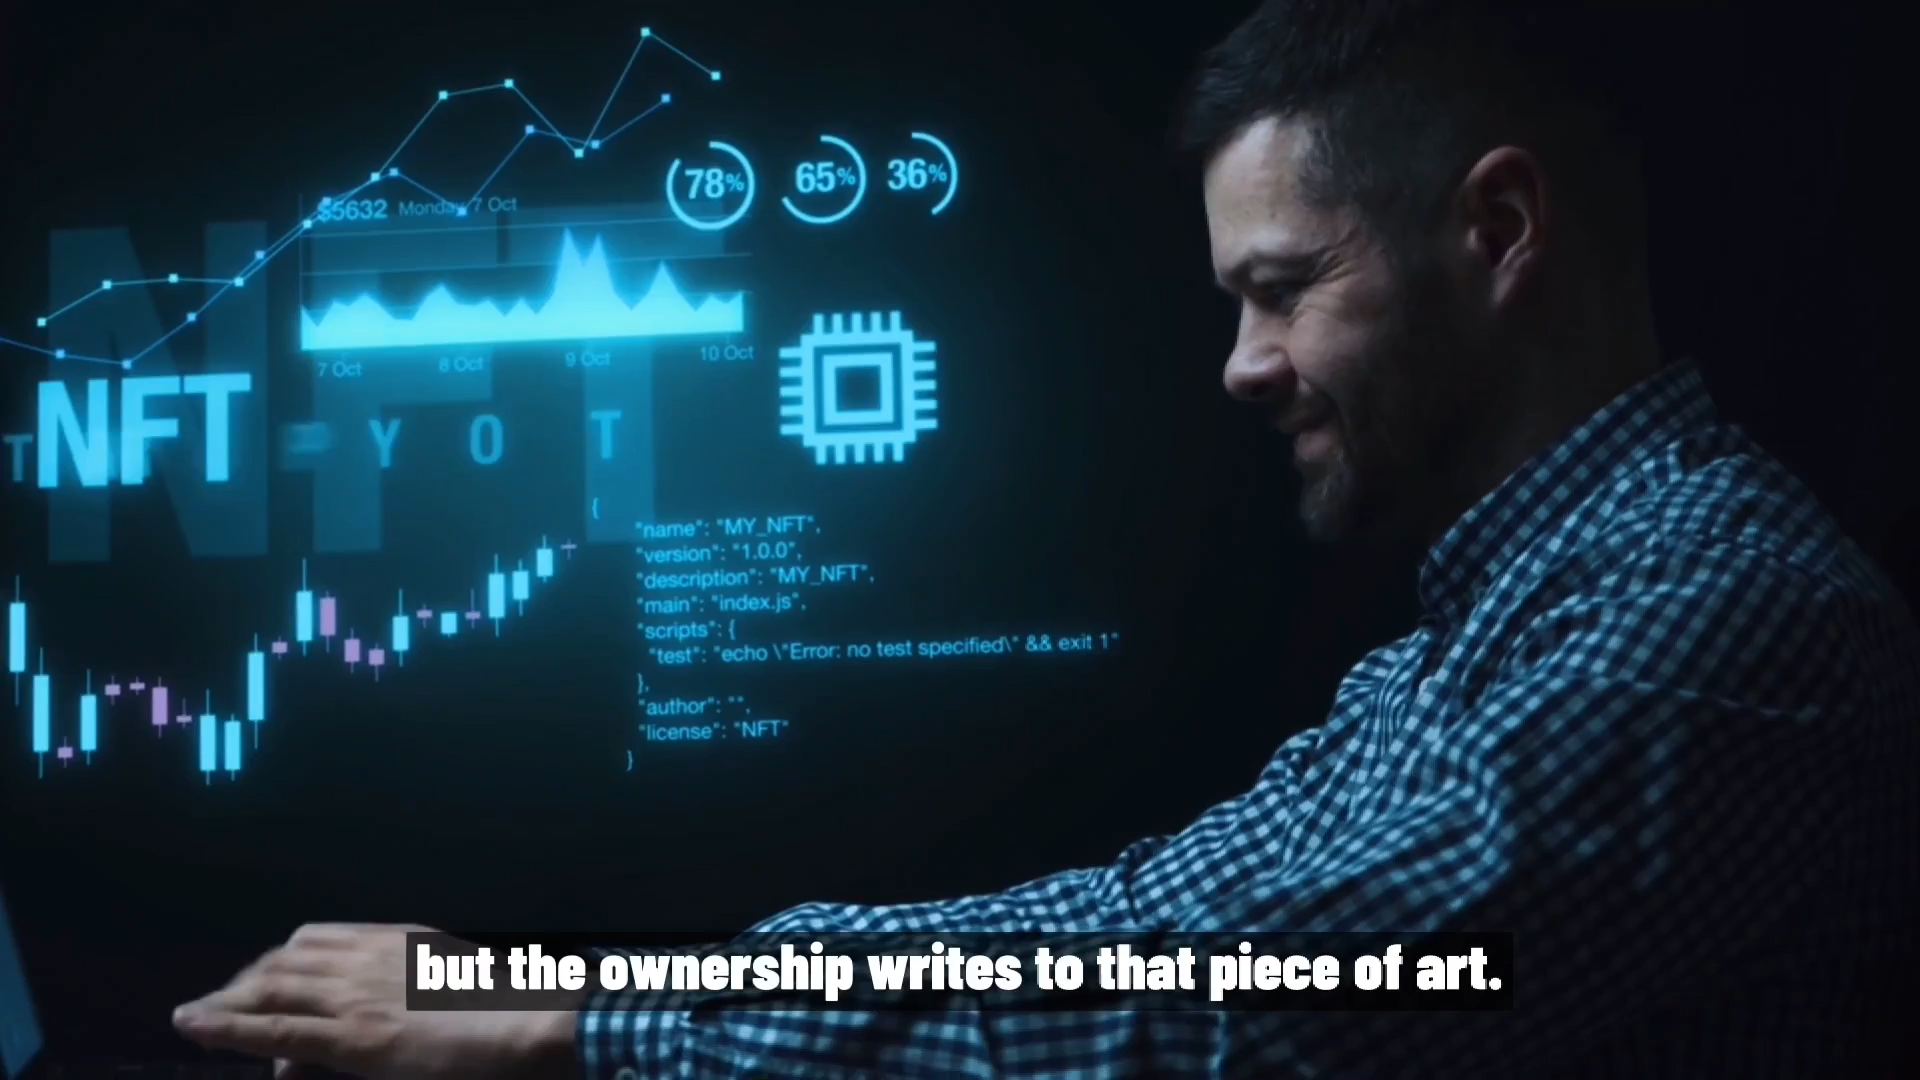 78%
65%
36%
$5632 Monday, 7 Oct
7 Oct
8 Oct
9 Oct
10 Oct
NFT
NFT
T
Y O T
{
"name": "MY_NFT",
"version": "1.0.0",
"description": "MY_NFT",
"main": "index.js",
"scripts": {
"test": "echo \"Error: no test specified\" && exit 1"
},
"author": "",
"license": "NFT"
}
but the ownership writes to that piece of art.